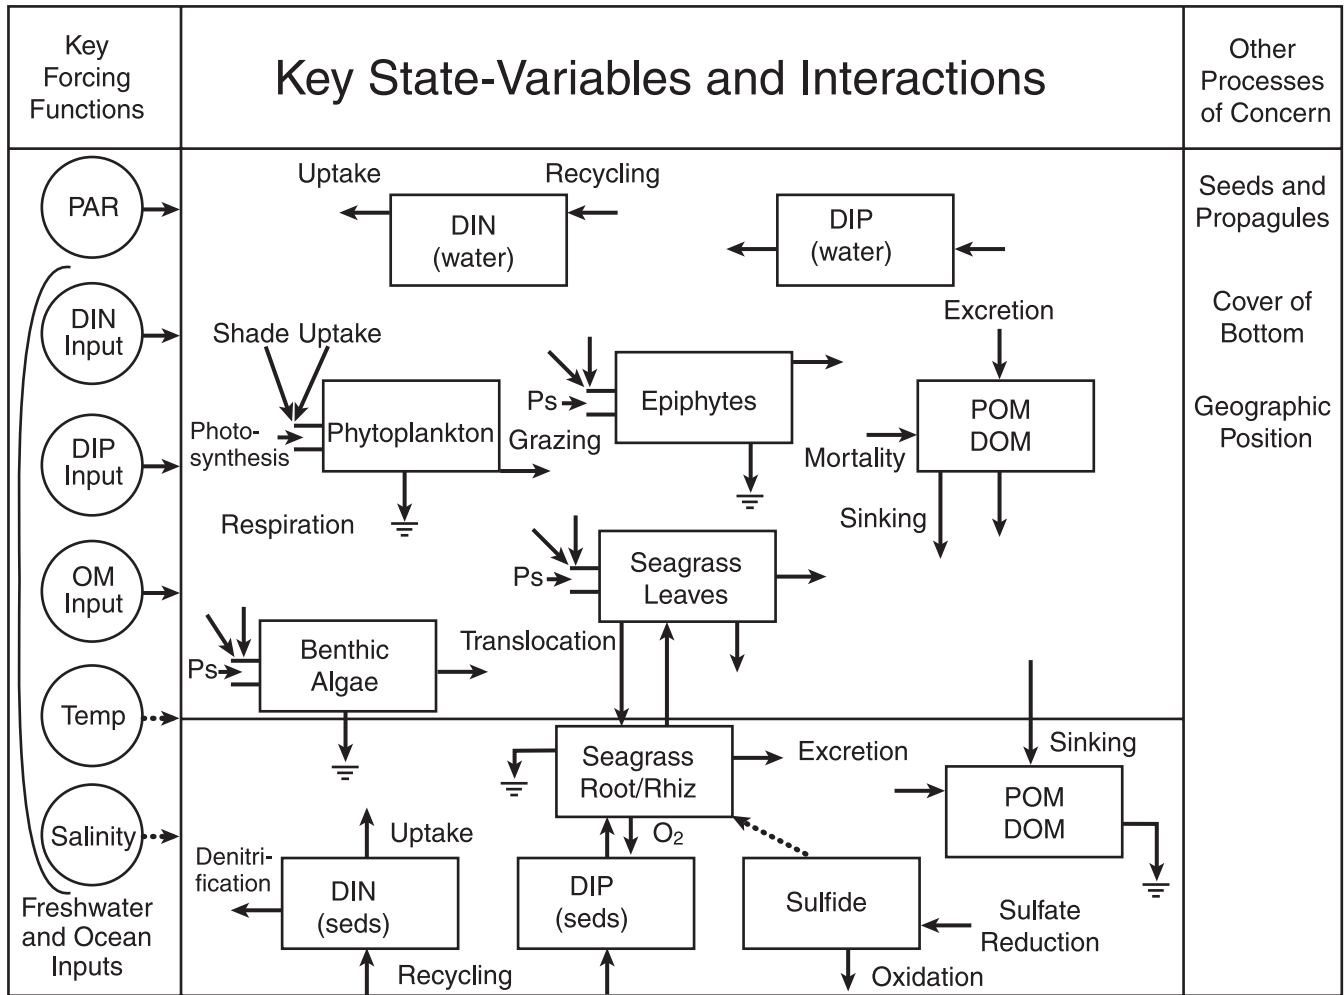 Key
Forcing
Functions
Key State-Variables and Interactions
Other
Processes
of Concern
PAR
DIN
Input
DIP
Input
OM
Input
Temp
Salinity
Freshwater
and Ocean
Inputs
Uptake
Recycling
DIN
(water)
DIP
(water)
Shade Uptake
Photo-
synthesis
Phytoplankton
Grazing
Respiration
Ps
Epiphytes
Excretion
POM
DOM
Mortality
Sinking
Ps
Seagrass
Leaves
Translocation
Ps
Benthic
Algae
Seagrass
Root/Rhiz
Excretion
Sinking
POM
DOM
Uptake
O2
Denitri-
fication
DIN
(seds)
Recycling
DIP
(seds)
Sulfide
Sulfate
Reduction
Oxidation
Seeds and
Propagules
Cover of
Bottom
Geographic
Position